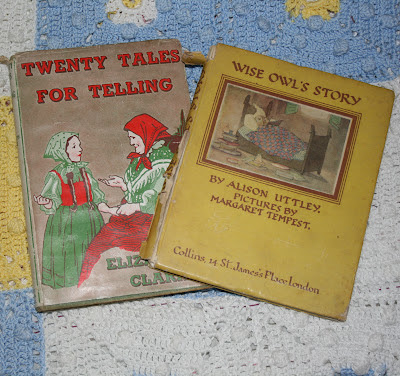 TWENTY TALES
FOR TELLING
CLARK
WISE OWL'S STORY
BY ALISON UTTLEY.
PICTURES BY
MARGARET TEMPEST.
Collins, 14 St. James's Place London